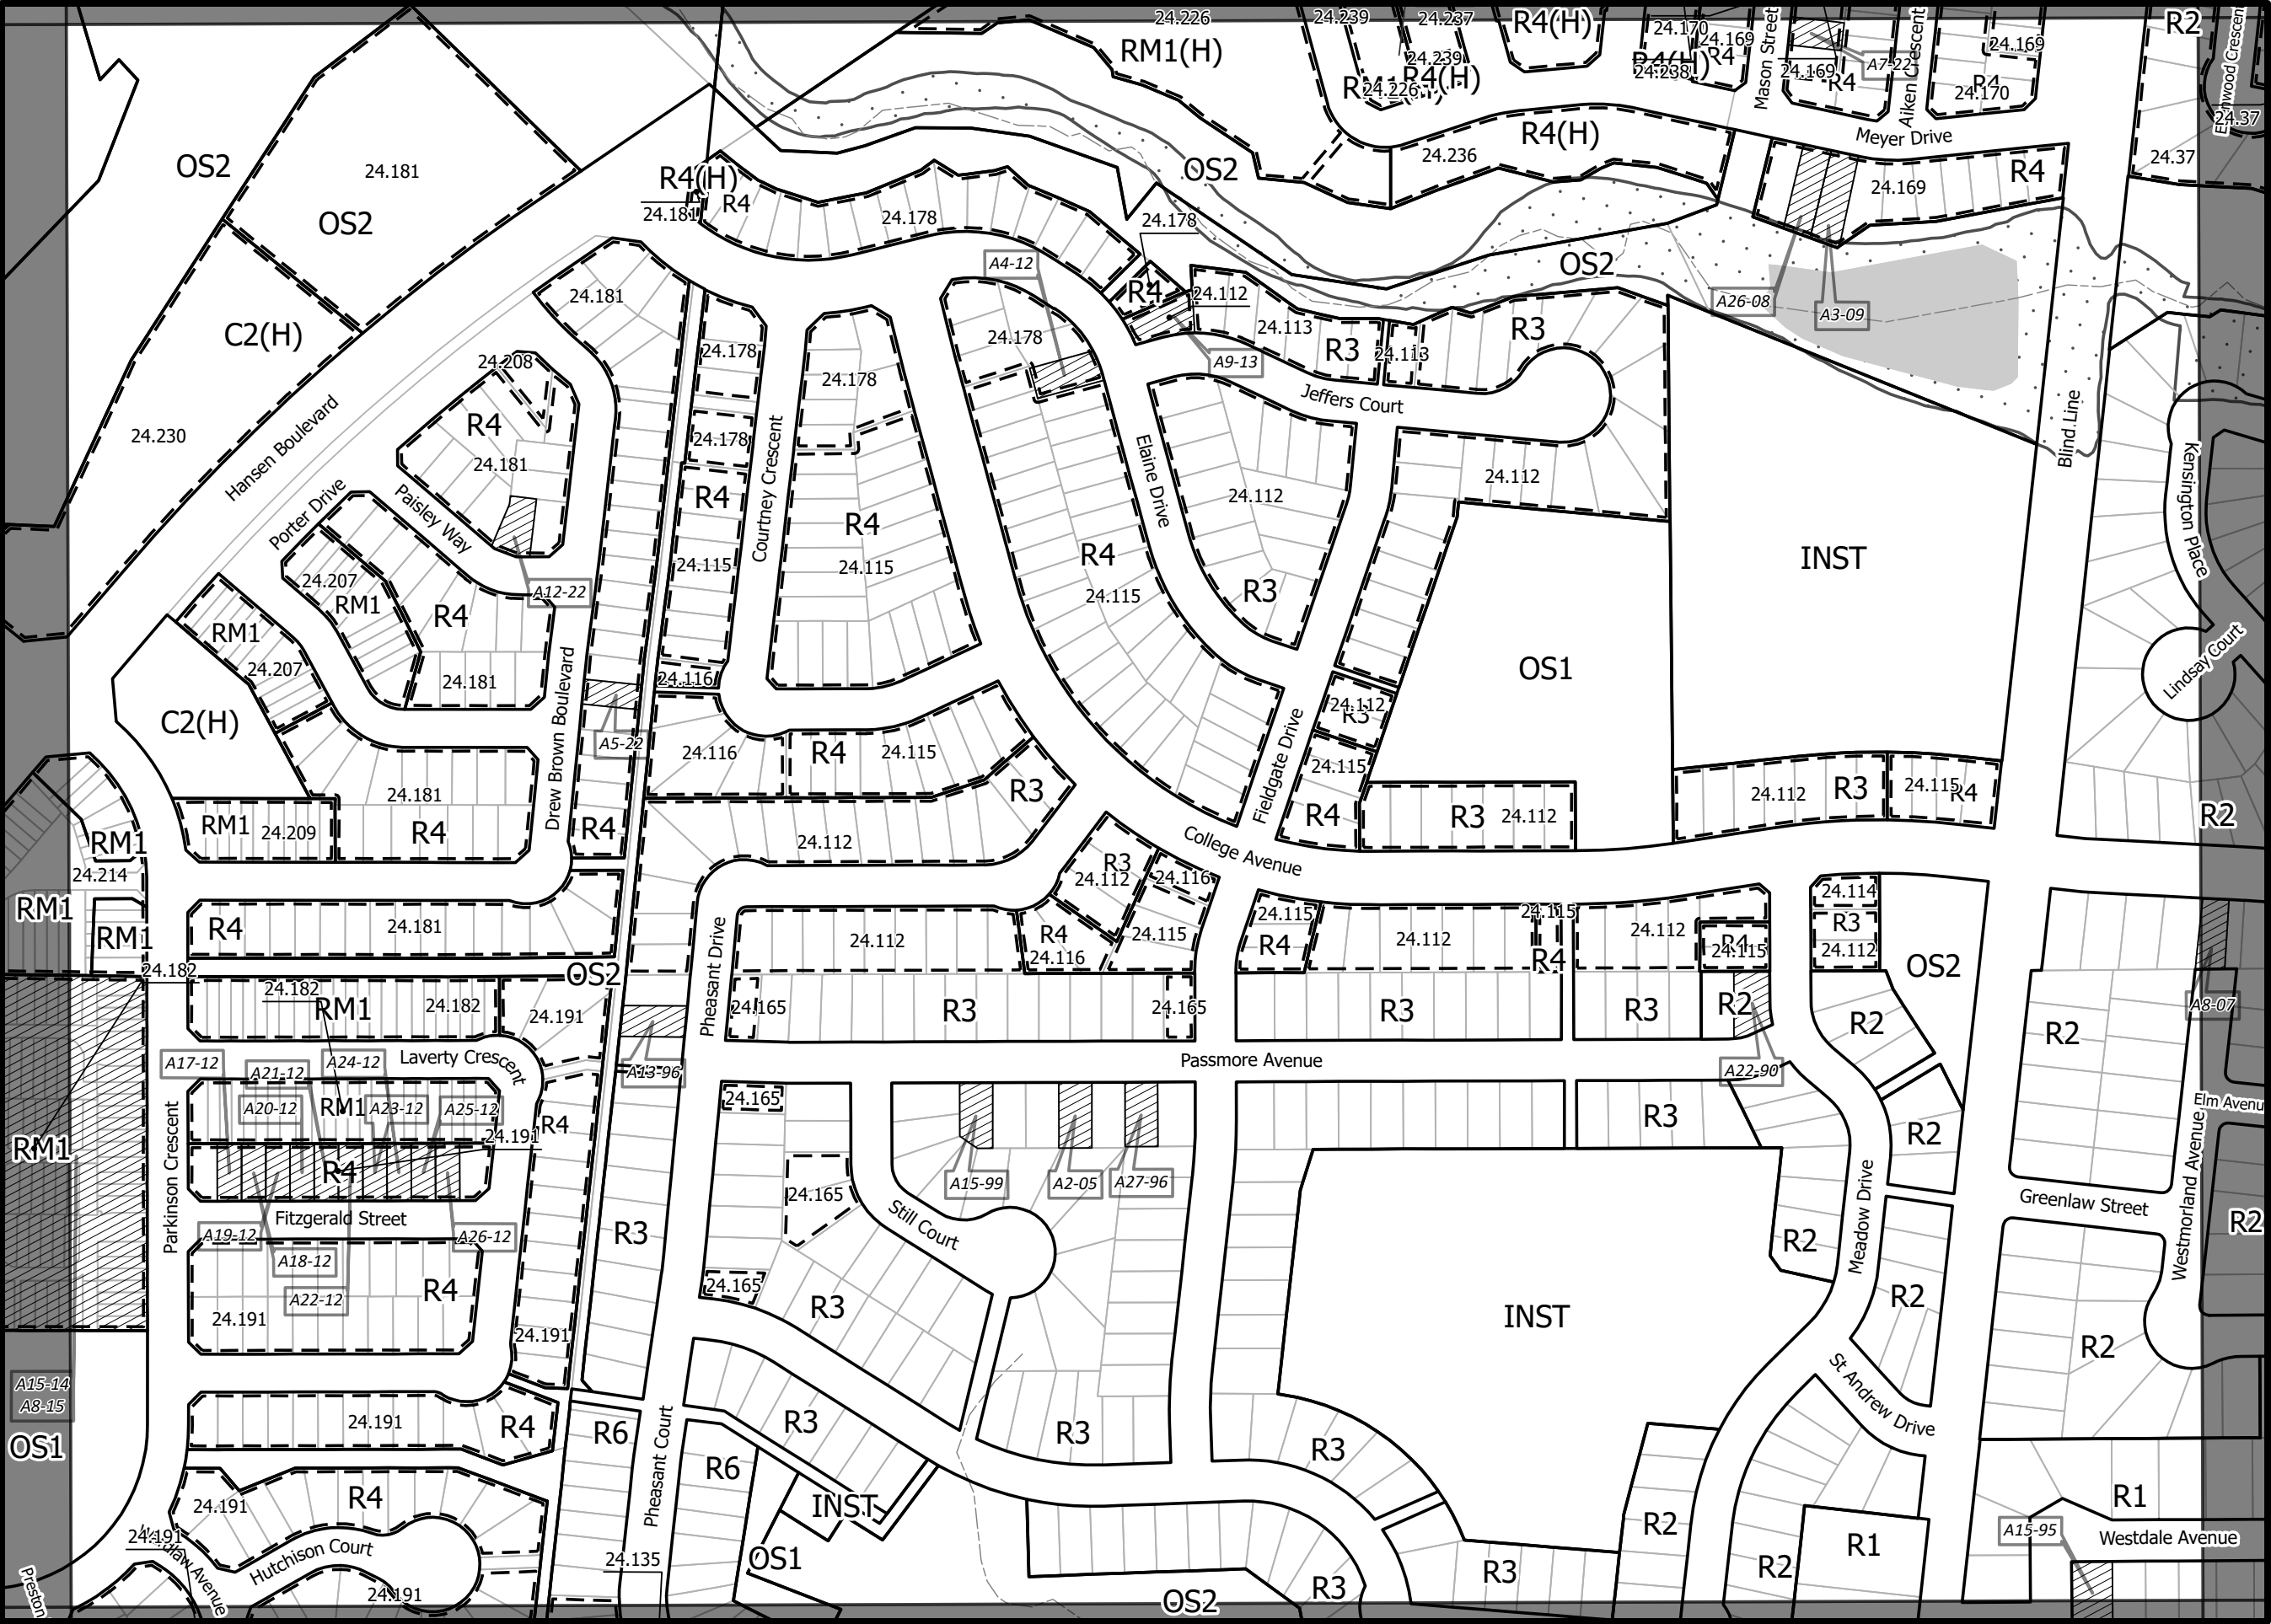 24.226
24.239
24.237
R4(H)
24.170
24.169
R4
Mason Street
A7-22
Aiken Crescent
24.169
R2
RM1(H)
24.239
R4(H)
24.226
24.238
24.169
R4
R4
24.170
24.37
24.37
OS2
24.181
OS2
R4(H)
24.181
R4
24.178
OS2
24.178
24.236
R4(H)
Meyer Drive
24.169
R4
A4-12
R4
24.112
OS2
A26-08
A3-09
C2(H)
24.181
24.208
24.178
24.178
24.178
24.113
R3
24.113
R3
A9-13
Jeffers Court
24.230
Hansen Boulevard
R4
24.181
24.178
R4
Courtney Crescent
R4
Elaine Drive
24.112
24.112
Blind Line
Kensington Place
Porter Drive
Paisley Way
24.207
RM1
A12-22
24.115
24.115
R4
24.115
R3
INST
RM1
24.207
R4
24.181
24.116
24.112
R3
OS1
Lindsay Court
C2(H)
Drew Brown Boulevard
A5-22
24.116
R4
24.115
R3
Fieldgate Drive
24.115
R4
24.181
RM1
24.209
R4
R4
24.112
College Avenue
R3
24.112
24.112
R3
24.115
R4
R2
RM1
24.214
RM1
RM1
R4
24.181
Pheasant Drive
24.112
R3
24.112
24.116
R4
24.116
24.115
24.115
R4
24.112
24.115
R4
24.112
R4
24.115
24.114
R3
24.112
OS2
24.182
OS2
24.182
RM1
24.182
24.191
24.165
R3
24.165
R3
R3
R2
R2
R2
A8-07
Laverty Crescent
A13-96
Passmore Avenue
A22-90
A17-12
A21-12
A24-12
A20-12
RM1
A23-12
A25-12
24.191
R4
24.165
R3
R2
RM1
R4
Parkinson Crescent
Fitzgerald Street
A19-12
A18-12
A26-12
A22-12
R4
24.191
24.191
R3
24.165
24.165
R3
Still Court
A15-99
A2-05
A27-96
INST
R2
Meadow Drive
R2
Greenlaw Street
Westmorland Avenue
R2
R2
A15-14
A8-15
OS1
24.191
R4
R6
Pheasant Court
R6
R3
R3
R3
St Andrew Drive
24.191
R4
24.191
Hutchison Court
24.191
24.135
INST
OS1
OS2
R3
R3
R2
R2
R1
R1
A15-95
Westdale Avenue
Preston